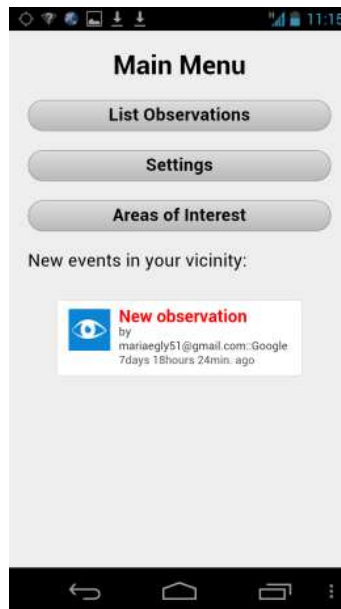 11:15
Main Menu
List Observations
Settings
Areas of Interest
New events in your vicinity:
New observation
by
mariaegly51@gmail.com::Google
7days 18hours 24min. ago